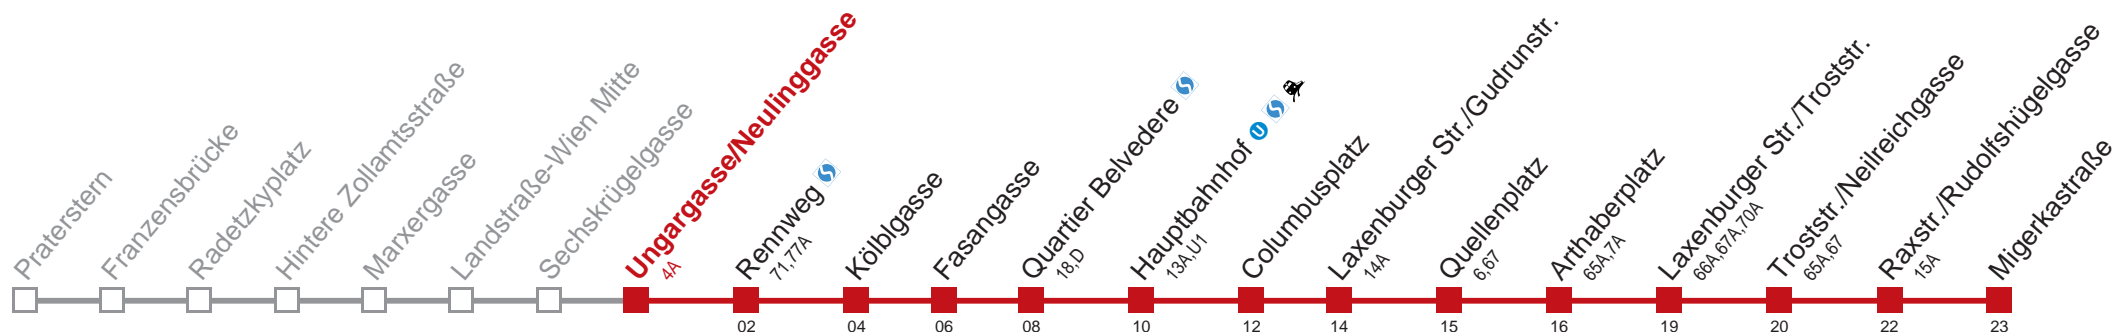 Praterstern
Franzensbrücke
Radetzkyplatz
Hintere Zollamtsstraße
Marxergasse
Landstraße-Wien Mitte
Sechskrügelgasse
Ungargasse/Neulinggasse
4A
Rennweg
71,77A
Kölblgasse
Fasangasse
Quartier Belvedere
18,D
Hauptbahnhof U
13A,U1
Columbusplatz
Laxenburger Str./Gudrunstr.
14A
Quellenplatz
6,67
Arthaberplatz
65A,7A
Laxenburger Str./Troststr.
66A,67A,70A
Troststr./Neilreichgasse
65A,67
Raxstr./Rudolfshügelgasse
15A
Migerkastraße
02 04 06 08 10 12 14 15 16 19 20 22 23